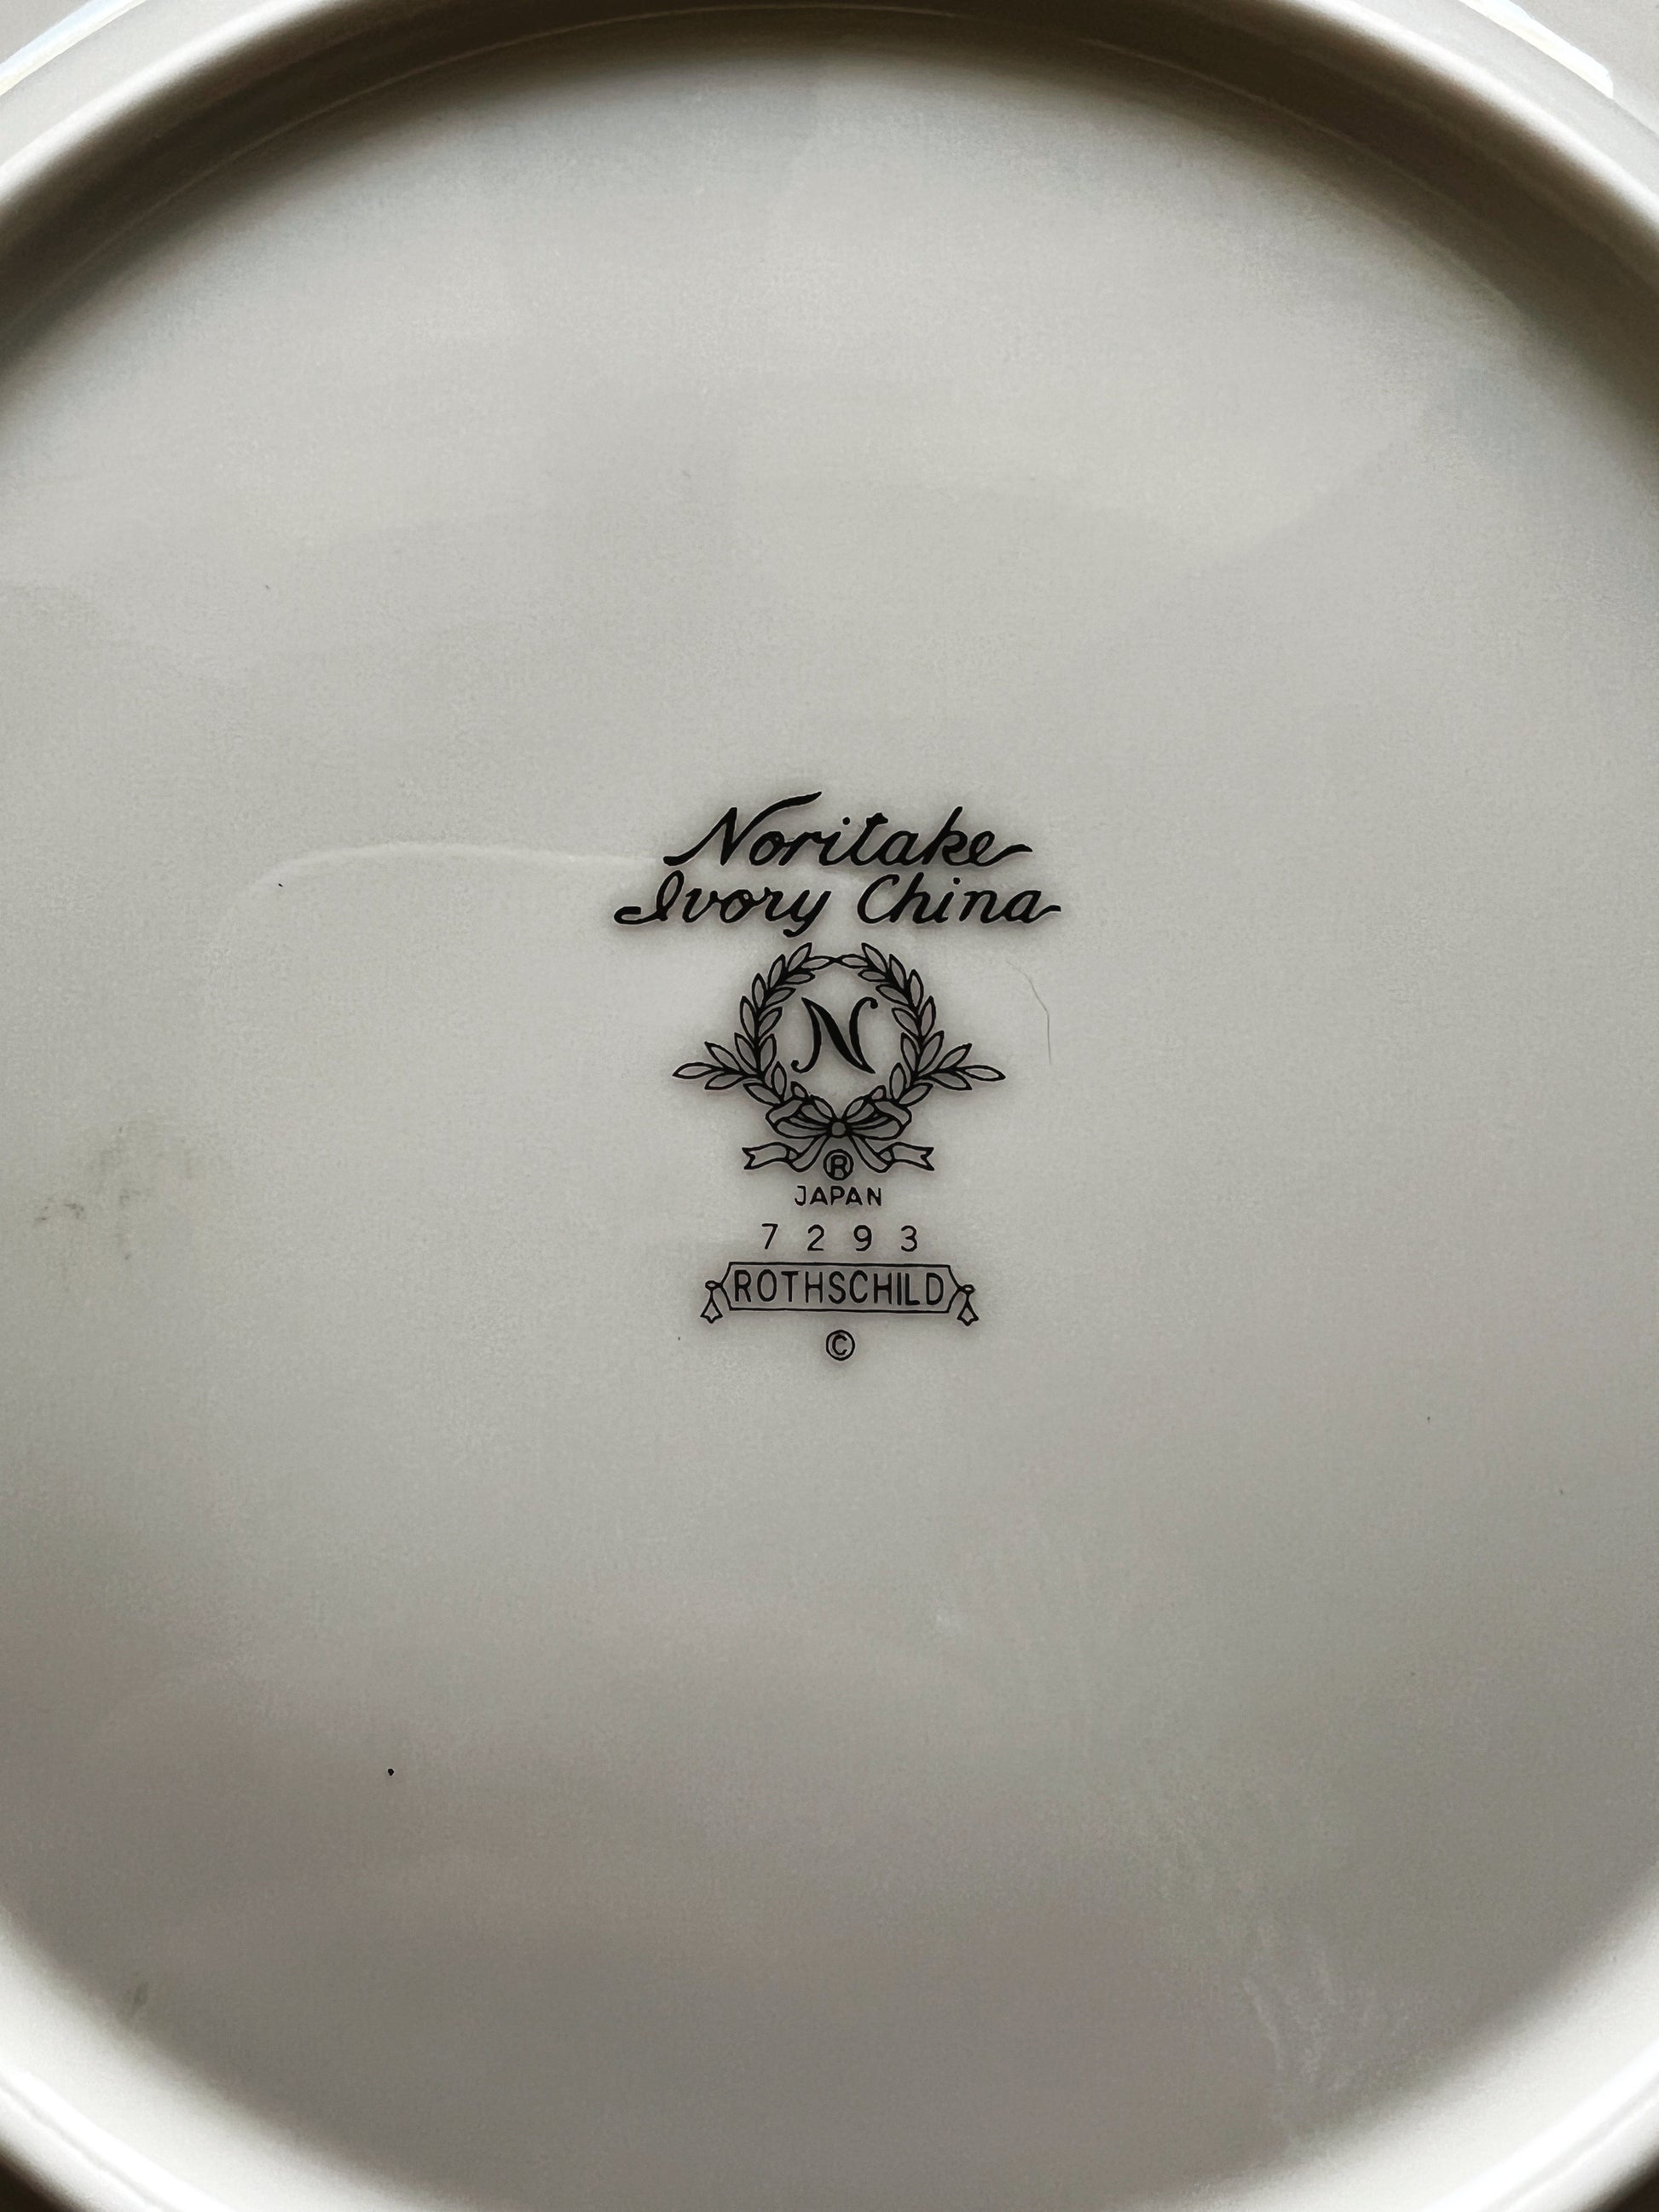 Noritake
Ivory China
N
®
JAPAN
7293
ROTHSCHILD
©